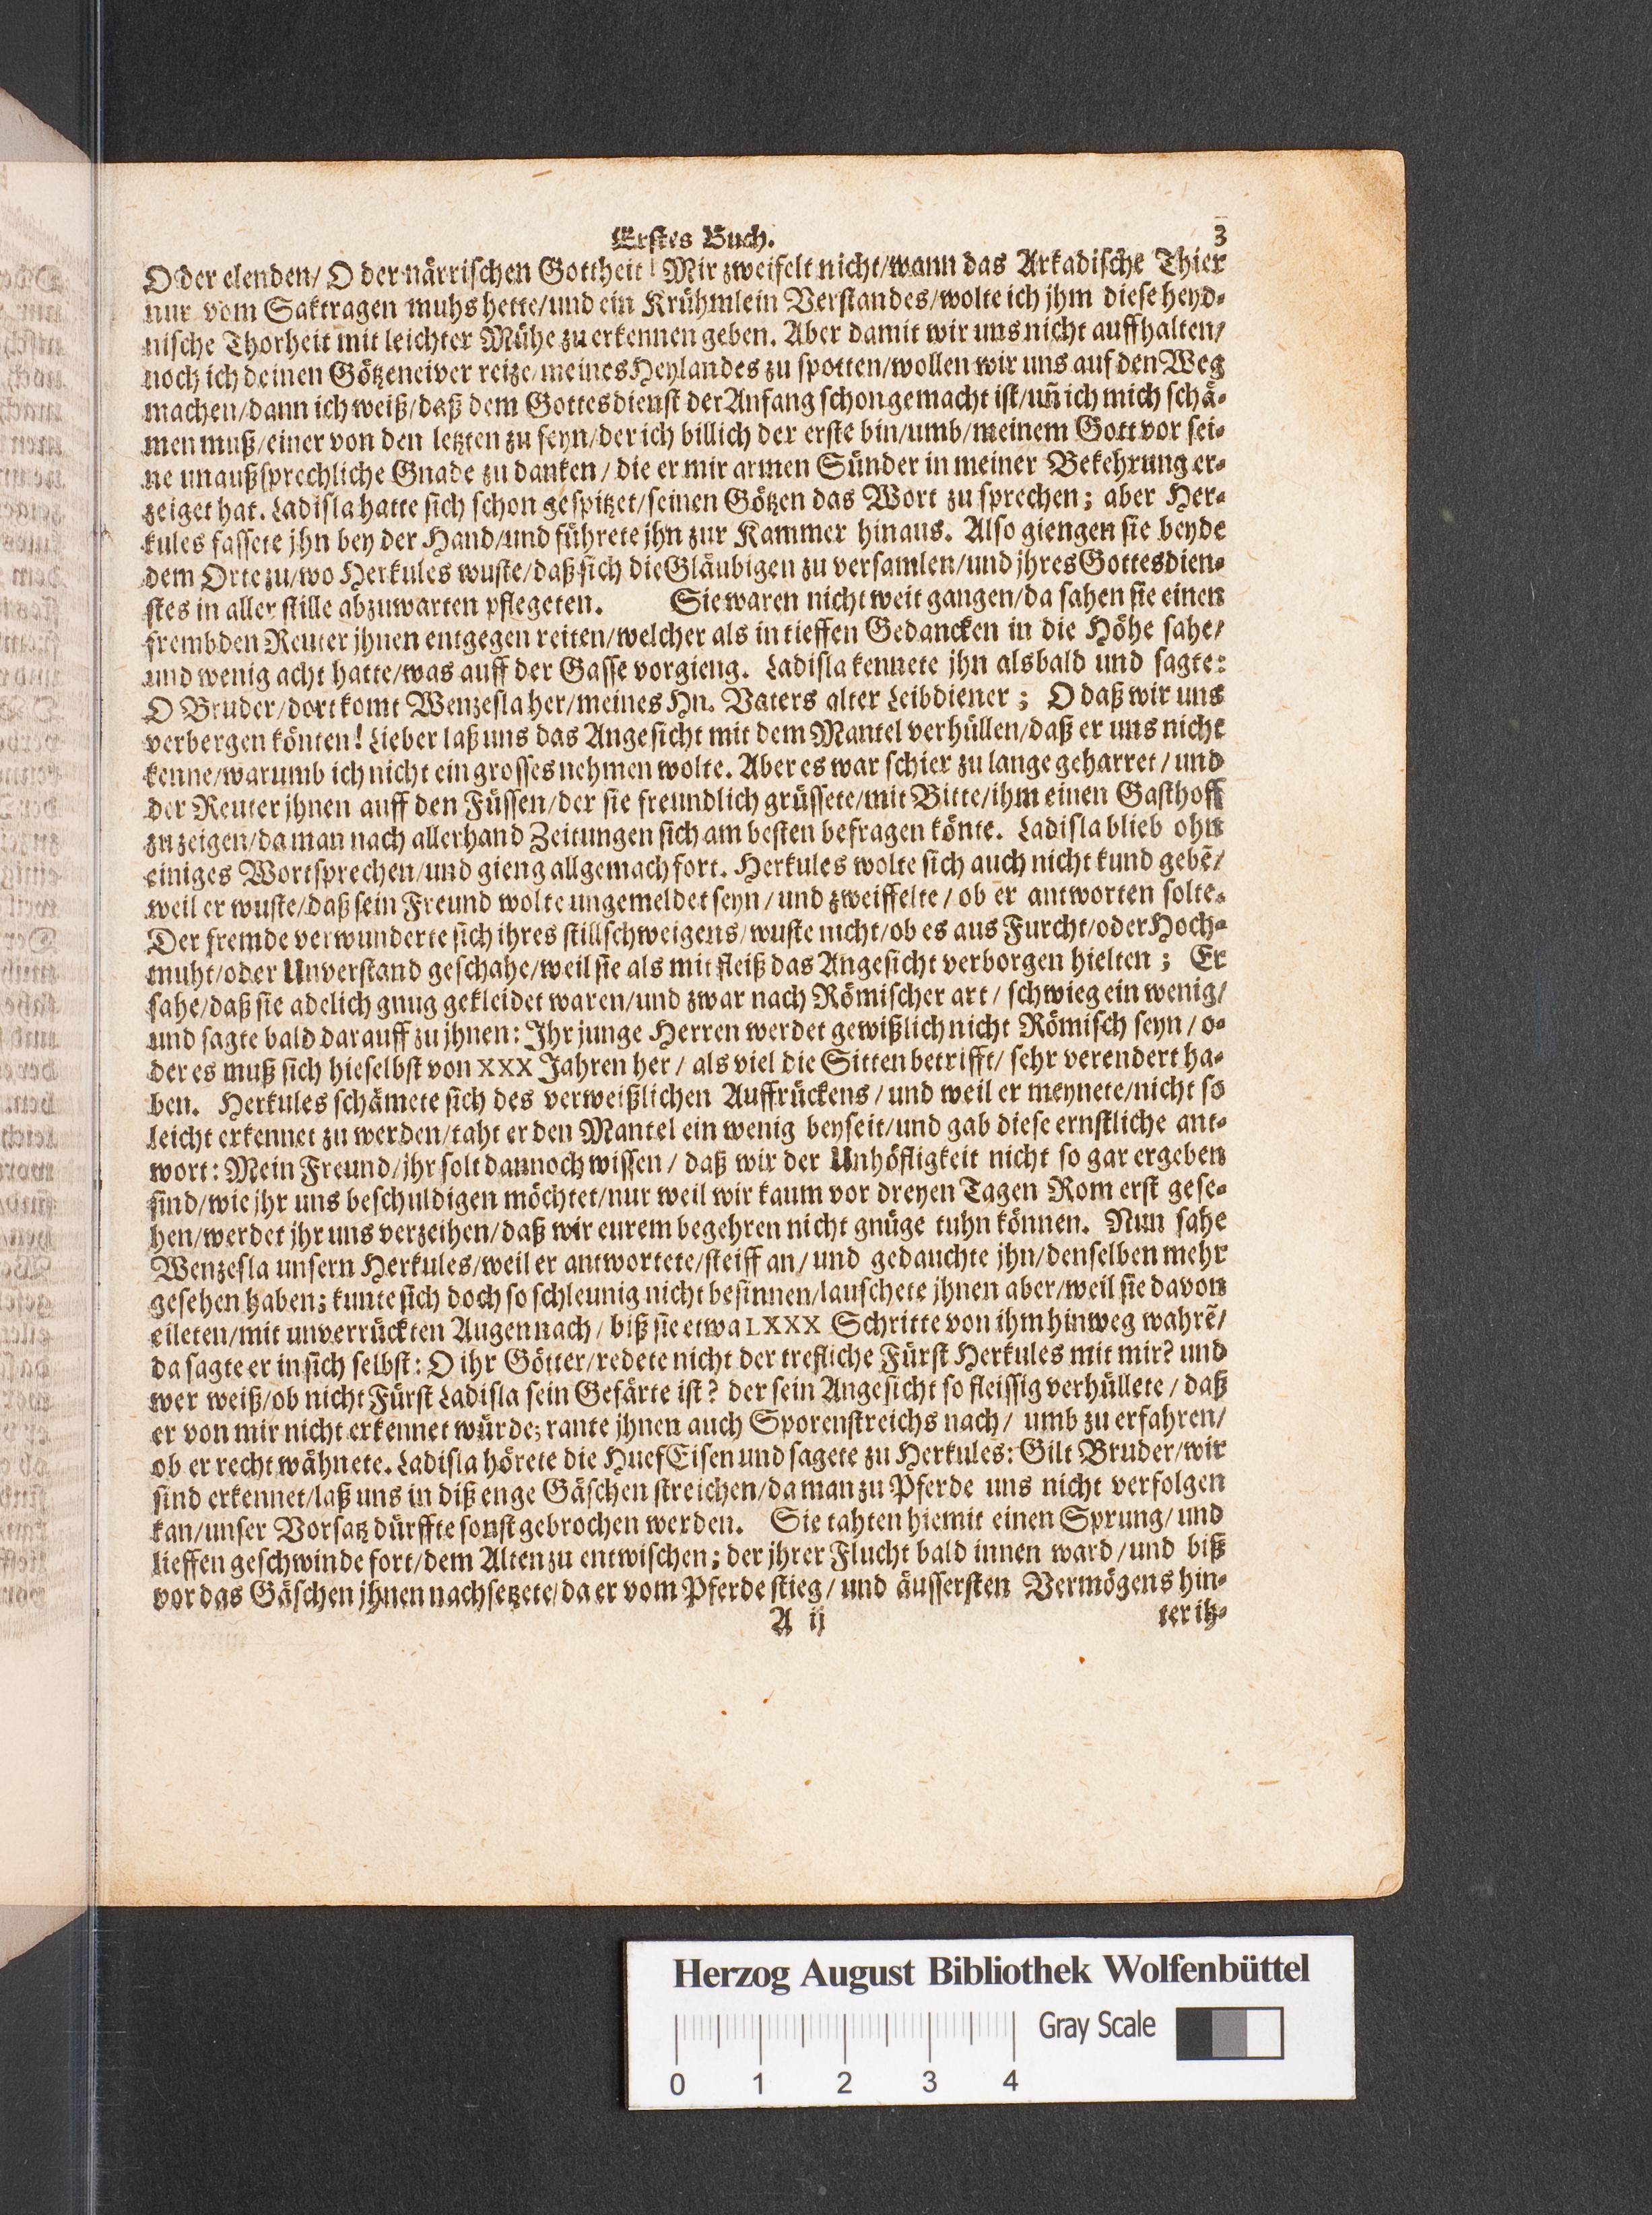 Erstes Buch. 3
O der elenden/ O der närrischen Gottheit! Mir zweifelt nicht/wann das Arkadische Thier
nur vom Saktragen muhs hette/und ein Krühmlein Verstandes/wolte ich jhm diese heyd-
nische Thorheit mit leichter Mühe zu erkennen geben. Aber damit wir uns nicht auffhalten/
noch ich deinen Götzeneiver reize/meines Heylandes zu spotten/wollen wir uns auf den Weg
machen/dann ich weiß/daß dem Gottesdienst der Anfang schon gemacht ist/uñ ich mich schä-
men muß/einer von den letzten zu seyn/der ich billich der erste bin/umb/meinem Gott vor sei-
ne unaußsprechliche Gnade zu danken/ die er mir armen Sünder in meiner Bekehrung er-
zeiget hat. Ladisla hatte sich schon gespitzet/seinen Götzen das Wort zu sprechen; aber Her-
kules fassete jhn bey der Hand/und führete jhn zur Kammer hinaus. Also giengen sie beyde
dem Orte zu/wo Herkules wuste/daß sich die Gläubigen zu versamlen/und jhres Gottesdien-
stes in aller stille abzuwarten pflegeten. Sie waren nicht weit gangen/da sahen sie einen
frembden Reuter jhnen entgegen reiten/welcher als in tieffen Gedancken in die Höhe sahe/
und wenig acht hatte/was auff der Gasse vorgieng. Ladisla kennete jhn alsbald und sagte:
O Bruder/dort komt Wenzesla her/meines Hn. Vaters alter Leibdiener; O daß wir uns
verbergen könten! Lieber laß uns das Angesicht mit dem Mantel verhüllen/daß er uns nicht
kenne/warumb ich nicht ein grosses nehmen wolte. Aber es war schier zu lange geharret/ und
der Reuter jhnen auff den Füssen/der sie freundlich grüssete/mit Bitte/ihm einen Gasthoff
zu zeigen/da man nach allerhand Zeitungen sich am besten befragen könte. Ladisla blieb ohn
einiges Wortsprechen/und gieng allgemach fort. Herkules wolte sich auch nicht kund gebẽ/
weil er wuste/daß sein Freund wolte ungemeldet seyn/ und zweiffelte/ ob er antworten solte.
Der fremde verwunderte sich ihres stillschweigens/wuste nicht/ob es aus Furcht/oder Hoch-
muht/oder Unverstand geschahe/weil sie als mit fleiß das Angesicht verborgen hielten; Er
sahe/daß sie adelich gnug gekleidet waren/und zwar nach Römischer art/ schwieg ein wenig/
und sagte bald darauff zu jhnen: Ihr junge Herren werdet gewißlich nicht Römisch seyn/ o-
der es muß sich hieselbst von XXX Jahren her/ als viel die Sitten betrifft/ sehr verendert ha-
ben. Herkules schämete sich des verweißlichen Auffrückens/ und weil er meynete/nicht so
leicht erkennet zu werden/taht er den Mantel ein wenig beyseit/und gab diese ernstliche ant-
wort: Mein Freund/jhr solt dannoch wissen/ daß wir der Unhöfligkeit nicht so gar ergeben
sind/wie jhr uns beschuldigen möchtet/nur weil wir kaum vor dreyen Tagen Rom erst gese-
hen/werdet jhr uns verzeihen/daß wir eurem begehren nicht gnüge tuhn können. Nun sahe
Wenzesla unsern Herkules/weil er antwortete/steiff an/ und gedauchte jhn/denselben mehr
gesehen haben; kunte sich doch so schleunig nicht besinnen/lauschete jhnen aber/weil sie davon
eileten/mit unverrückten Augen nach/ biß sie etwa LXXX Schritte von ihm hinweg wahrẽ/
da sagte er in sich selbst: O ihr Götter/redete nicht der trefliche Fürst Herkules mit mir? und
wer weiß/ob nicht Fürst Ladisla sein Gefärte ist? der sein Angesicht so fleissig verhüllete/ daß
er von mir nicht erkennet würde; rante jhnen auch Sporenstreichs nach/ umb zu erfahren/
ob er recht wähnete. Ladisla hörete die HuefEisen und sagete zu Herkules: Gilt Bruder/wir
sind erkennet/laß uns in diß enge Gäschen streichen/da man zu Pferde uns nicht verfolgen
kan/unser Vorsatz dürffte sonst gebrochen werden. Sie tahten hiemit einen Sprung/ und
lieffen geschwinde fort/dem Alten zu entwischen; der jhrer Flucht bald innen ward/und biß
vor das Gäschen jhnen nachsetzete/da er vom Pferde stieg/ und äussersten Vermögens hin-
A ij ter ih-
Herzog August Bibliothek Wolfenbüttel
Gray Scale
0 1 2 3 4